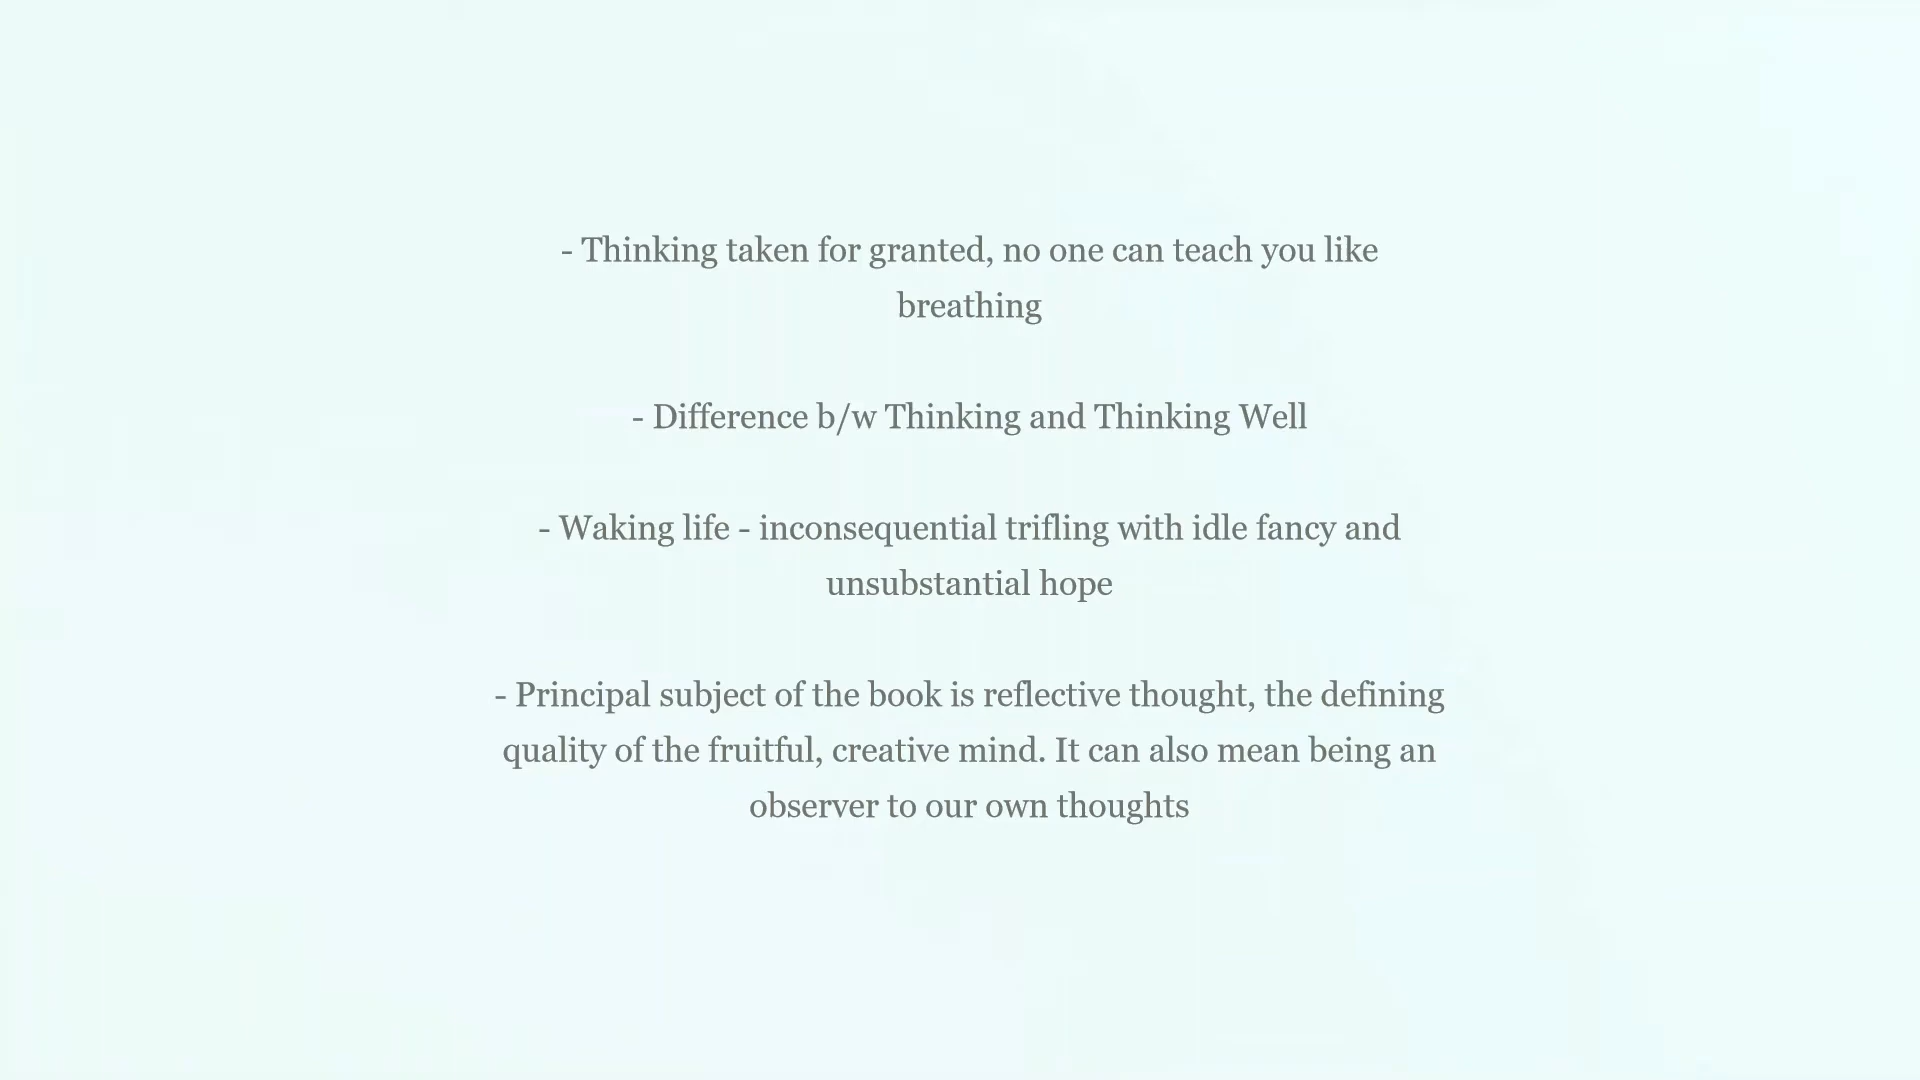 - Thinking taken for granted, no one can teach you like
breathing
- Difference b/w Thinking and Thinking Well
- Waking life - inconsequential trifling with idle fancy and
unsubstantial hope
- Principal subject of the book is reflective thought, the defining
quality of the fruitful, creative mind. It can also mean being an
observer to our own thoughts